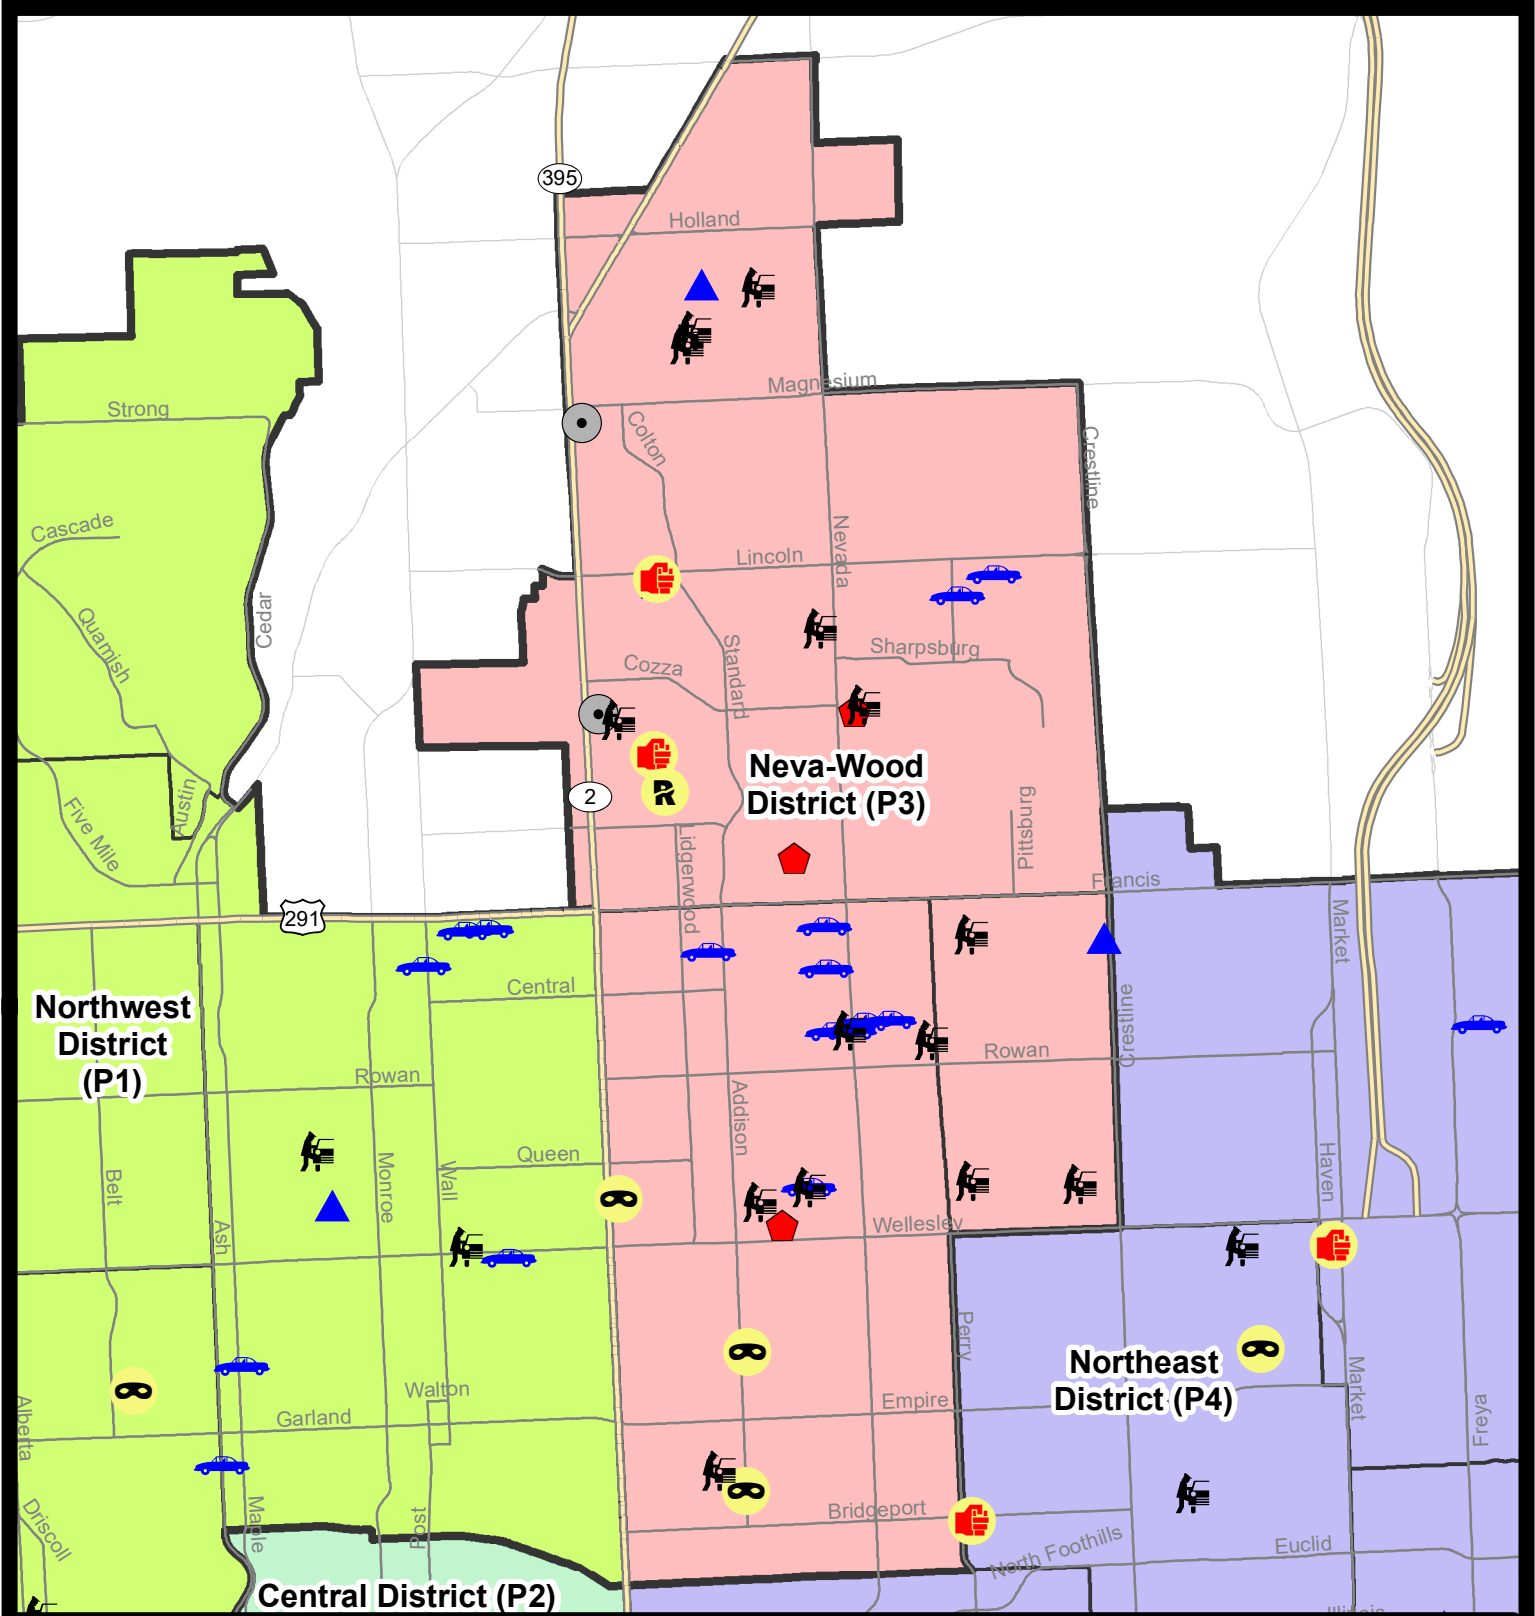 395
Holland
Magnesium
Strong
Colton
Crestline
Cascade
Nevada
Lincoln
Quamish
Cedar
Standard
Sharpsburg
Cozza
Neva-Wood
District (P3)
2
Five Mile
Austin
Lidgerwood
Pittsburg
Francis
291
Market
Central
Northwest
District
(P1)
Crestline
Rowan
Rowan
Addison
Queen
Belt
Monroe
Wall
Haven
Ash
Wellesley
Perry
Northeast
District (P4)
Market
Walton
Garland
Empire
Alberta
Freya
Driscoll
Maple
Post
Bridgeport
North Foothills
Euclid
Central District (P2)